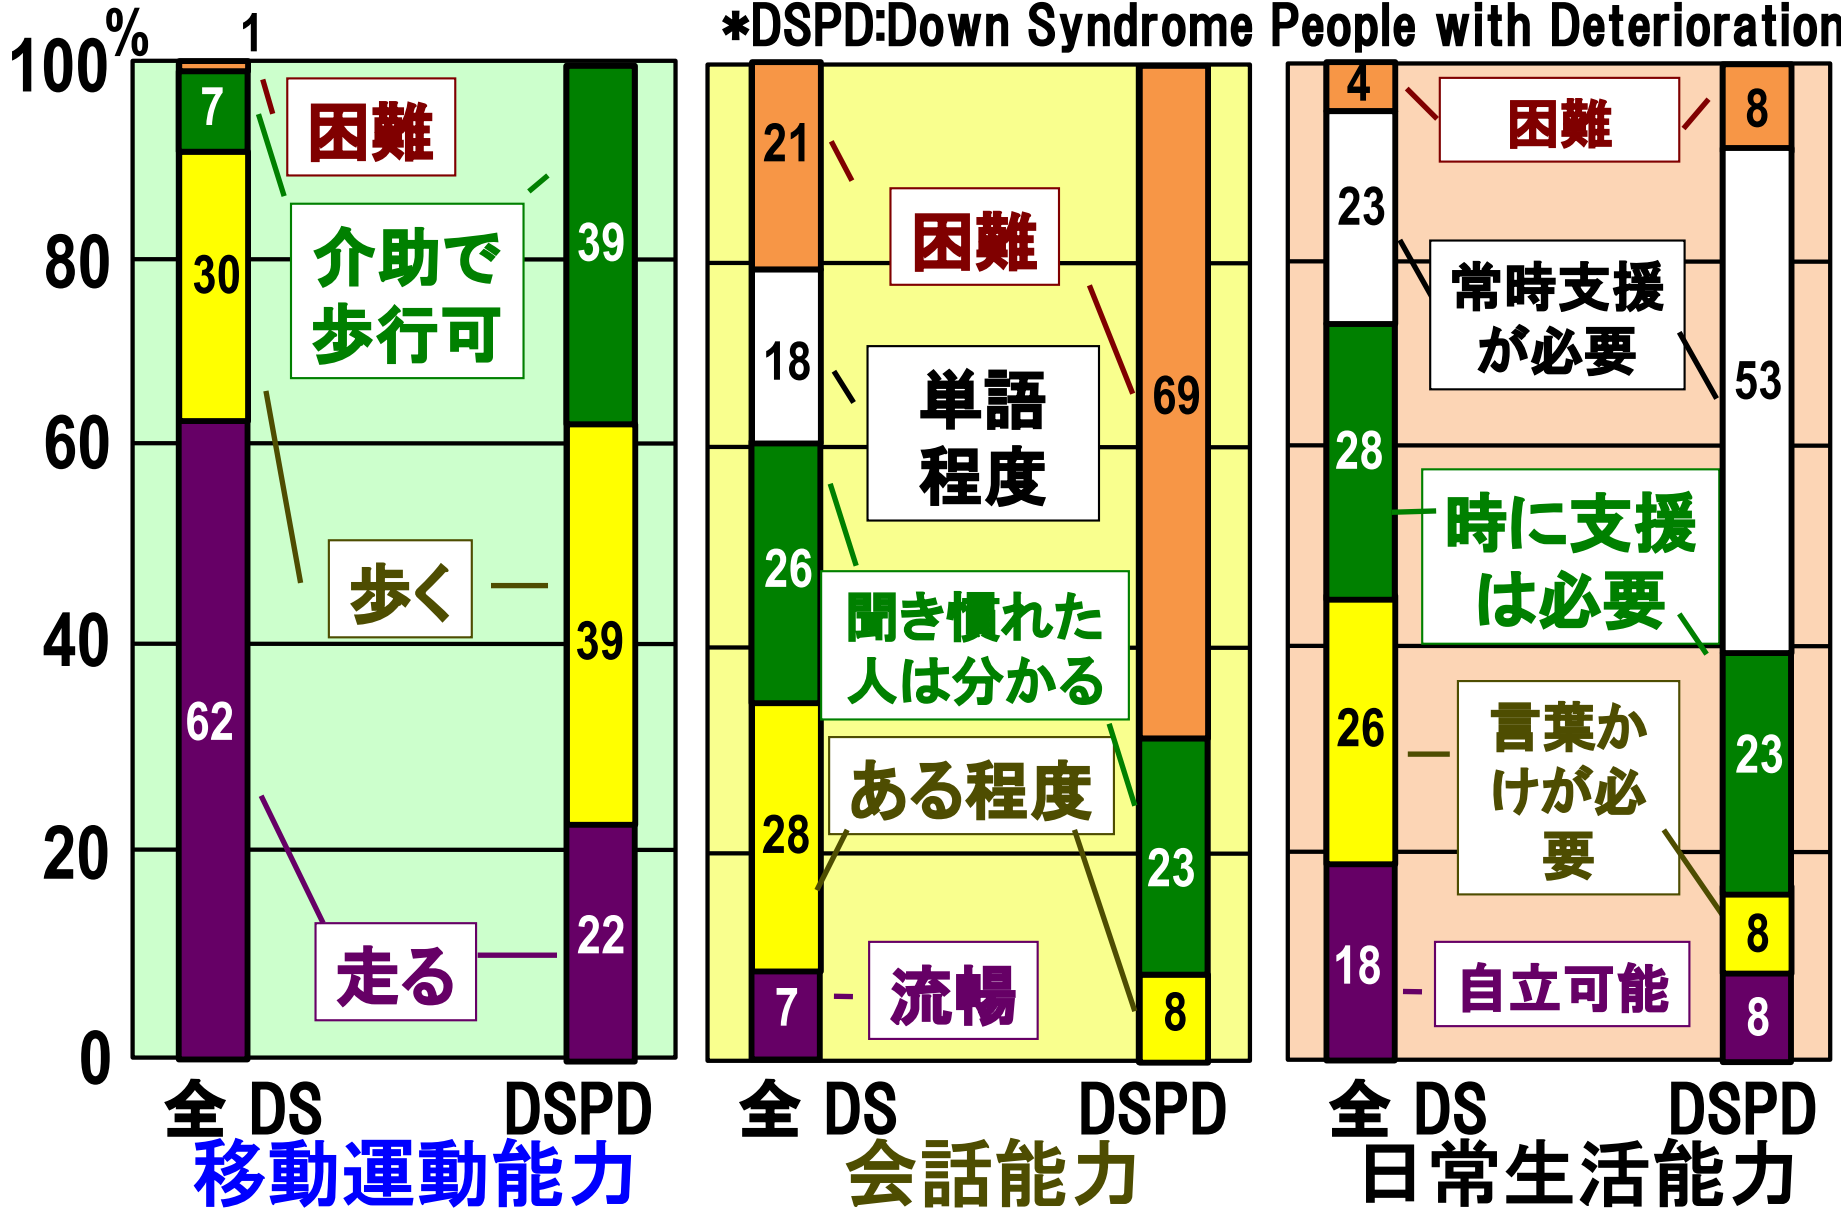 *DSPD:Down Syndrome People with Deterioration
%
100
80
60
40
20
0
1
7
30
62
困難
介助で
歩行可
歩く
走る
39
39
22
全 DS
DSPD
移動運動能力
21
18
26
28
7
困難
単語
程度
聞き慣れた
人は分かる
ある程度
流暢
69
23
8
全 DS
DSPD
会話能力
4
23
28
26
18
困難
常時支援
が必要
時に支援
は必要
言葉か
けが必
要
自立可能
8
53
23
8
8
全 DS
DSPD
日常生活能力